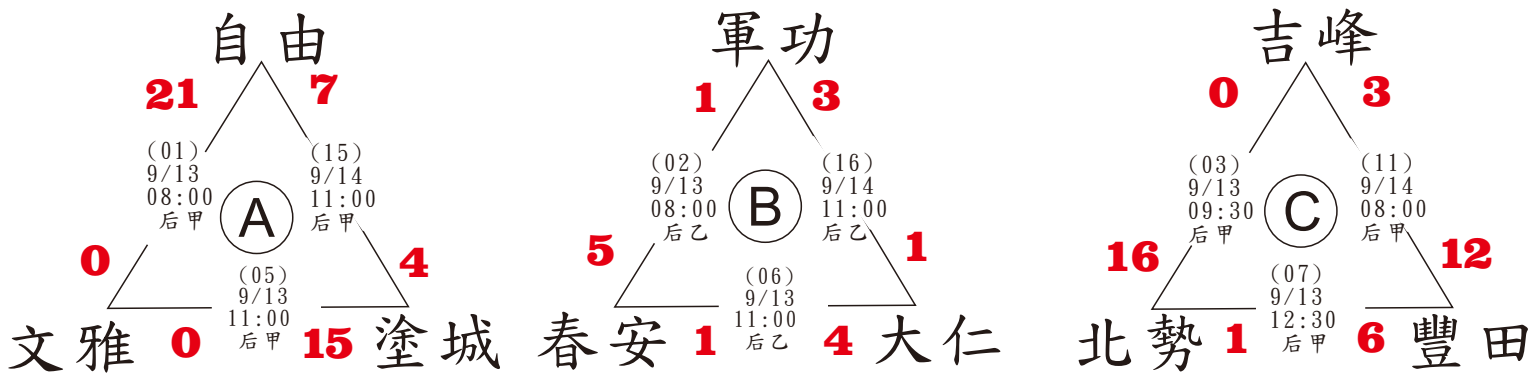 自由
21
7
(01)
9/13
08:00
后甲
(15)
9/14
11:00
后甲
A
0
4
(05)
9/13
11:00
后甲
文雅
0
15
塗城
軍功
1
3
(02)
9/13
08:00
后乙
(16)
9/14
11:00
后乙
B
5
1
(06)
9/13
11:00
后乙
春安
1
4
大仁
吉峰
0
3
(03)
9/13
09:30
后甲
(11)
9/14
08:00
后甲
C
16
12
(07)
9/13
12:30
后甲
北勢
1
6
豐田